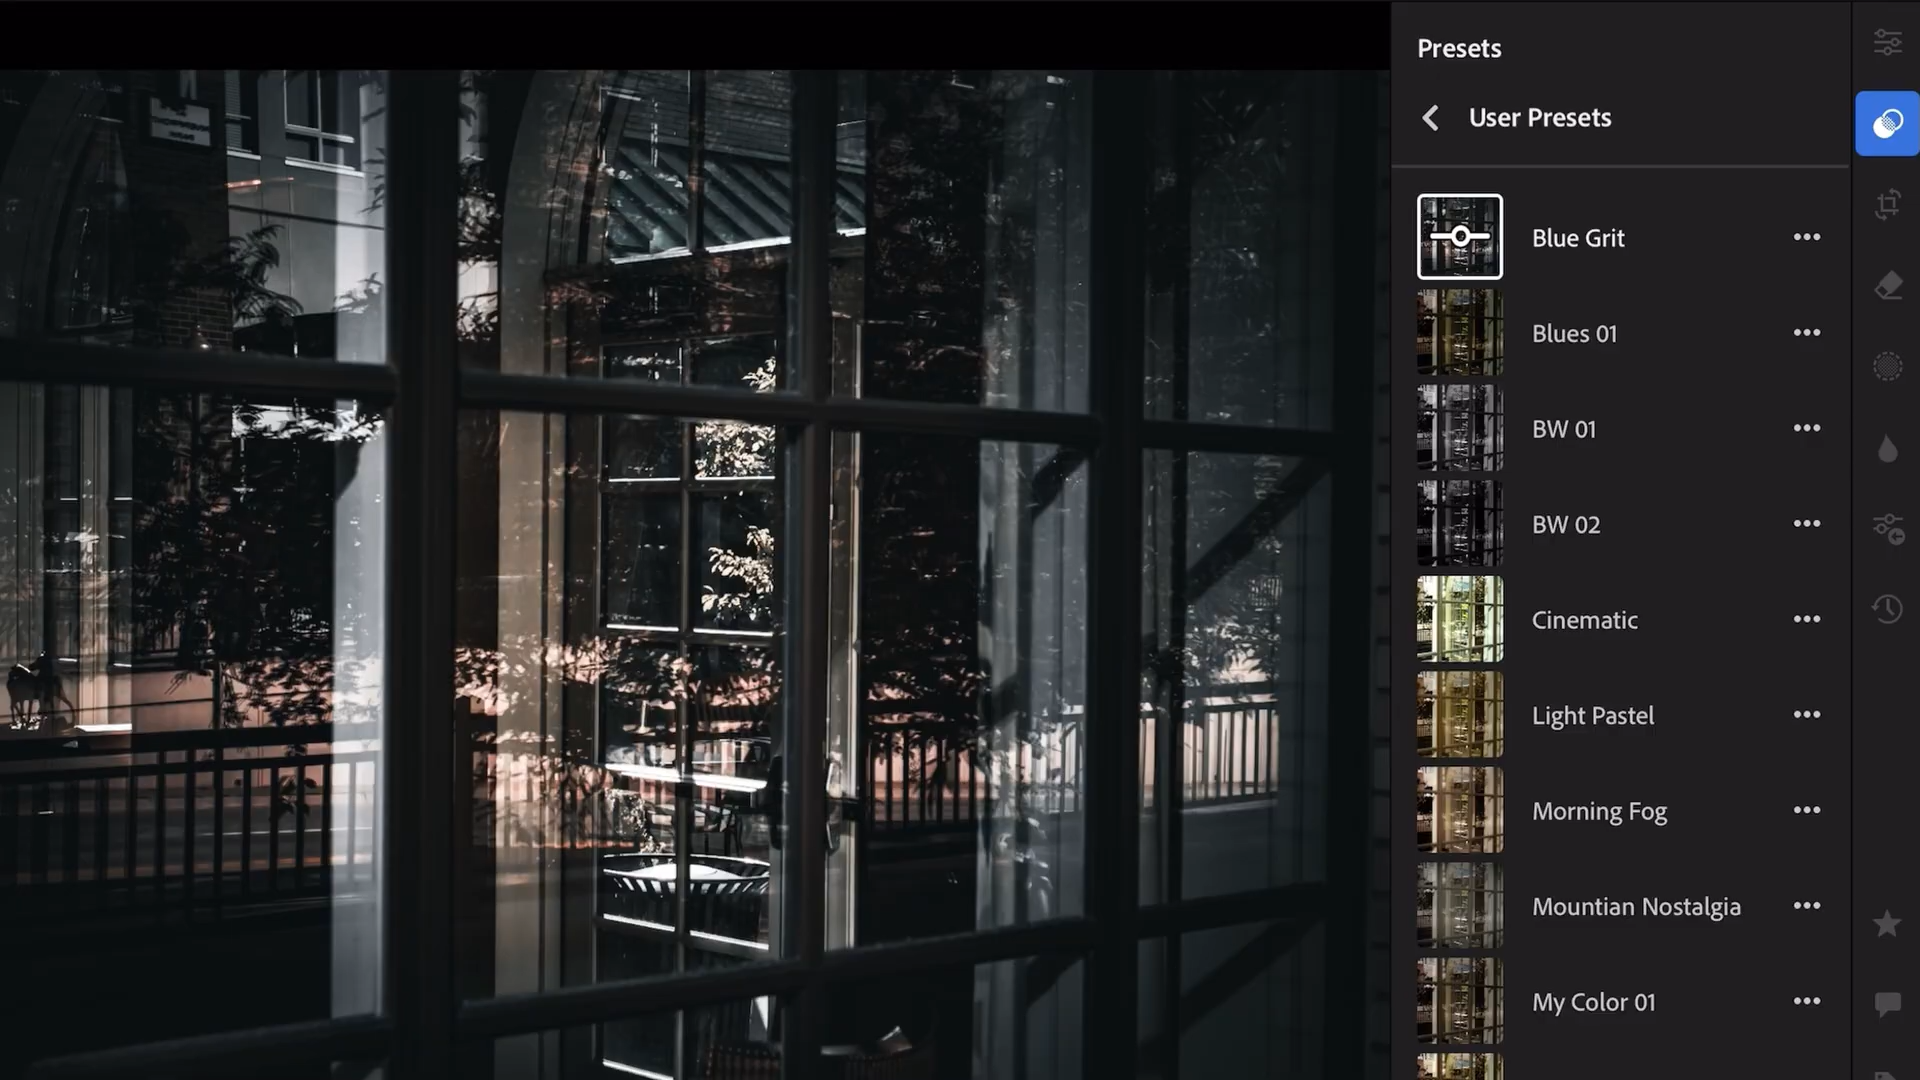 Presets
User Presets
Blue Grit
Blues 01
BW 01
BW 02
Cinematic
Light Pastel
Morning Fog
Mountian Nostalgia
My Color 01